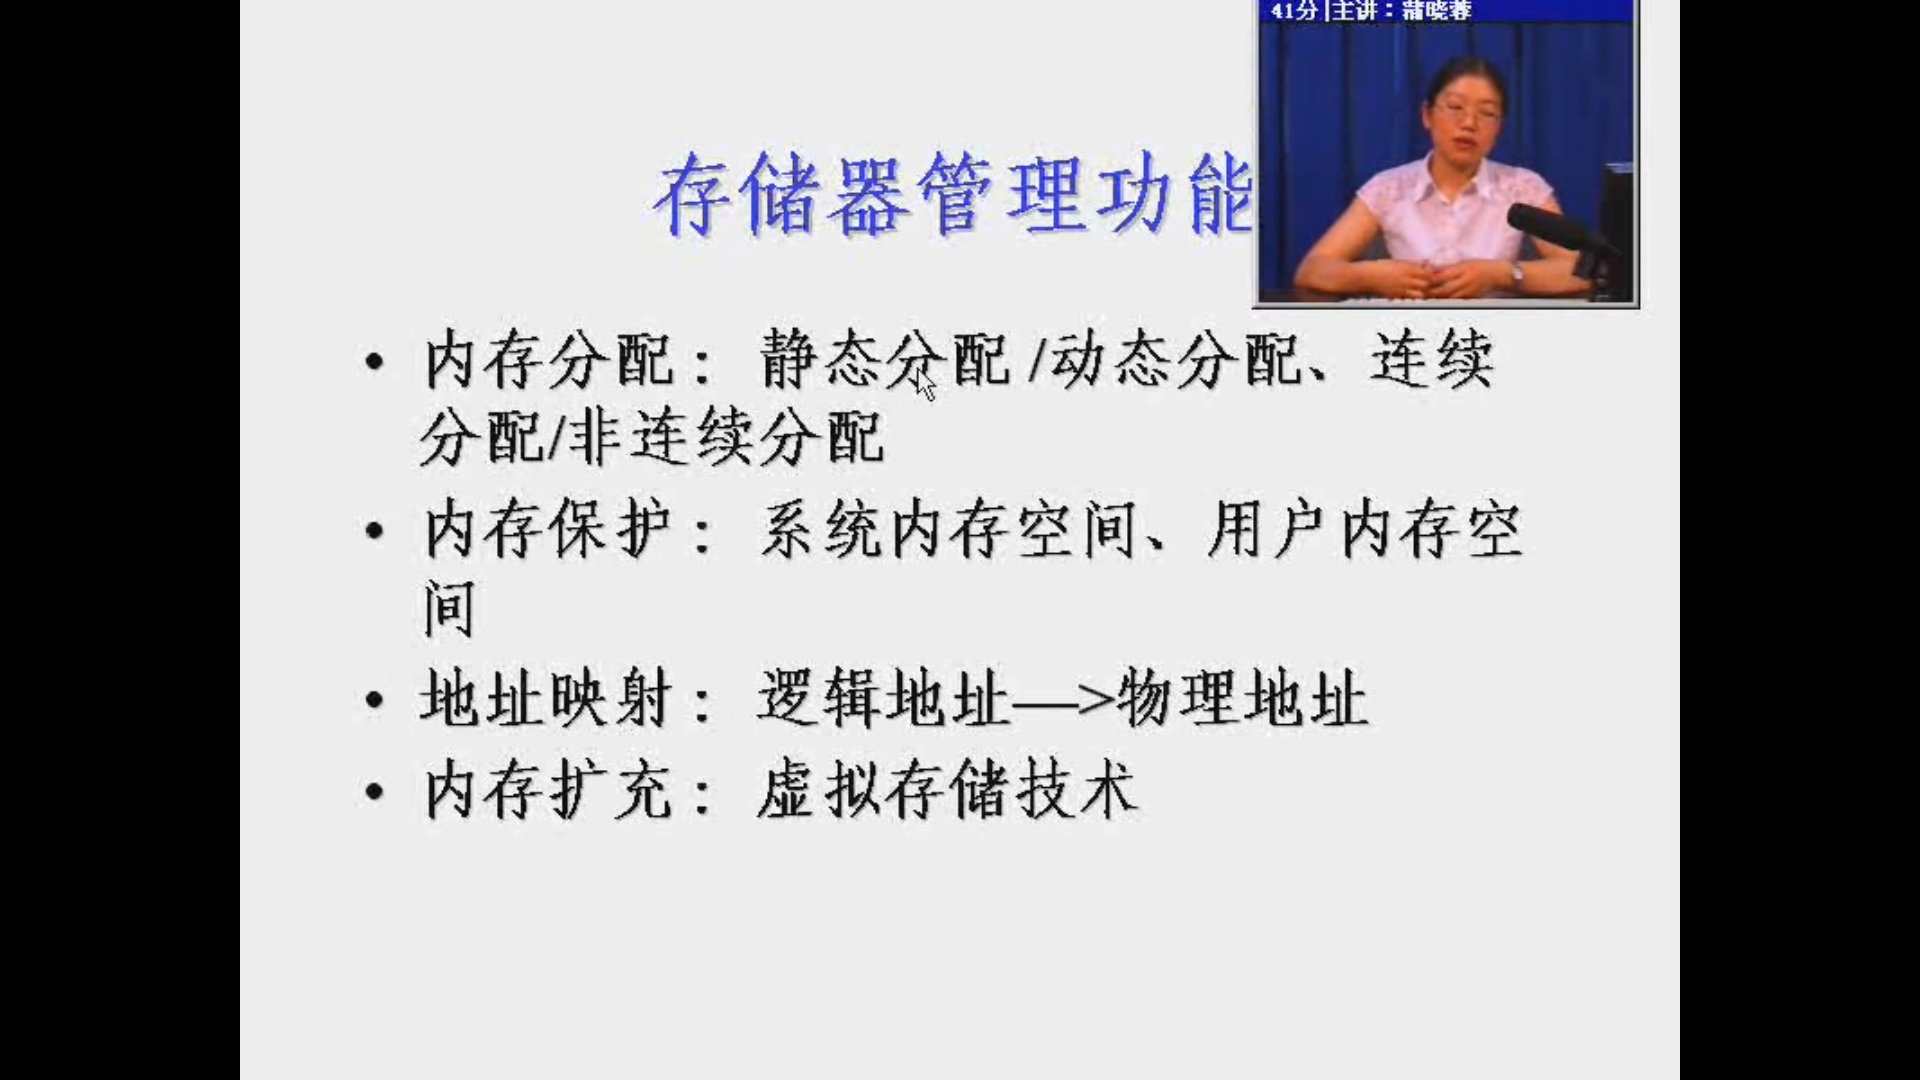 41分|主讲：蒲晓蓉
存储器管理功能
• 内存分配： 静态分配 /动态分配、连续
分配/非连续分配
• 内存保护： 系统内存空间、用户内存空
间
• 地址映射： 逻辑地址—>物理地址
• 内存扩充： 虚拟存储技术